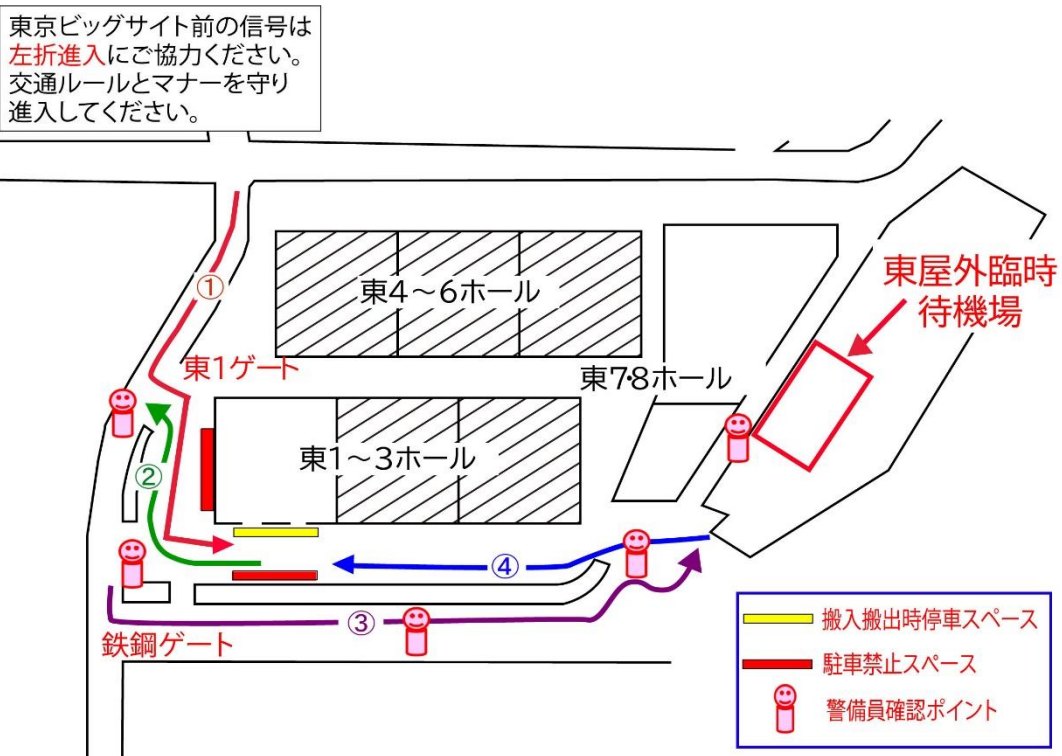 東京ビッグサイト前の信号は
左折進入にご協力ください。
交通ルールとマナーを守り
進入してください。
①
東4～6ホール
東屋外臨時
待機場
東1ゲート
東7・8ホール
東1～3ホール
②
④
③
鉄鋼ゲート
搬入搬出時停車スペース
駐車禁止スペース
警備員確認ポイント